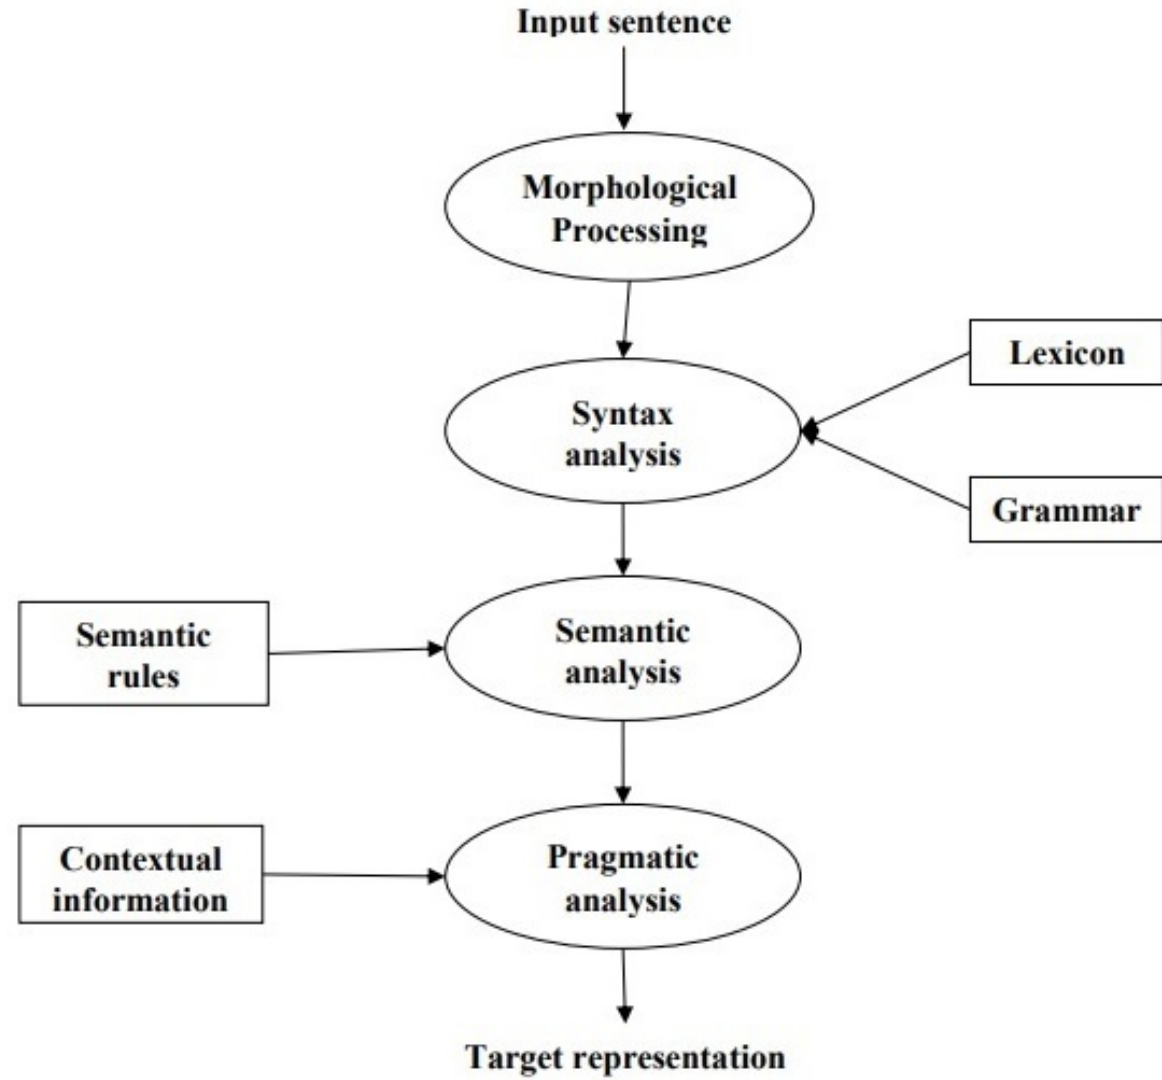 Input sentence
Morphological
Processing
Lexicon
Syntax
analysis
Grammar
Semantic
rules
Semantic
analysis
Contextual
information
Pragmatic
analysis
Target representation